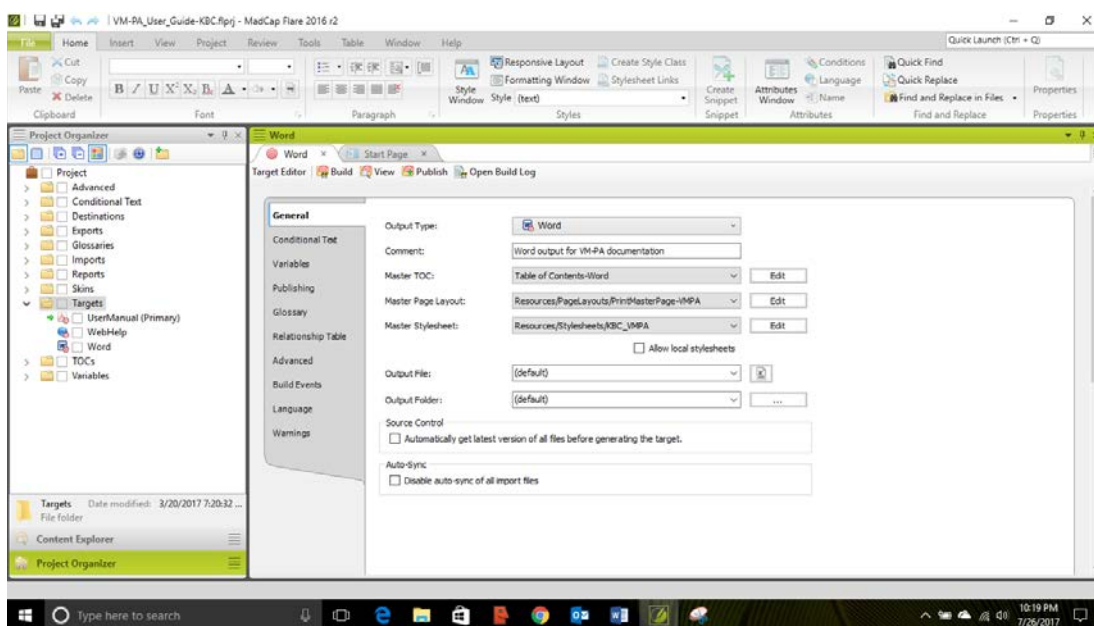 VM-PA_User_Guide-KBC.flprj - MadCap Flare 2016 r2
File Home Insert View Project Review Tools Table Window Help Quick Launch (Ctrl + Q)
Paste
Cut
Copy
Delete
Clipboard
B I U X² X₂ B A
Font
Paragraph
Style Window
Responsive Layout Create Style Class
Formatting Window Stylesheet Links
Style (text)
Styles
Create Snippet
Snippet
Attributes Window
Conditions
Language
Name
Attributes
Quick Find
Quick Replace
Find and Replace in Files
Find and Replace
Properties
Properties
Project Organizer
Project
Advanced
Conditional Text
Destinations
Exports
Glossaries
Imports
Reports
Skins
Targets
UserManual (Primary)
WebHelp
Word
TOCs
Variables
Targets Date modified: 3/20/2017 7:20:32 ...
File folder
Content Explorer
Project Organizer
Word
Word Start Page
Target Editor Build View Publish Open Build Log
General
Conditional Text
Variables
Publishing
Glossary
Relationship Table
Advanced
Build Events
Language
Warnings
Output Type: Word
Comment: Word output for VM-PA documentation
Master TOC: Table of Contents-Word Edit
Master Page Layout: Resources/PageLayouts/PrintMasterPage-VMPA Edit
Master Stylesheet: Resources/Stylesheets/KBC_VMPA Edit
Allow local stylesheets
Output File: (default)
Output Folder: (default) ...
Source Control
Automatically get latest version of all files before generating the target.
Auto-Sync
Disable auto-sync of all import files
Type here to search
10:19 PM
7/26/2017